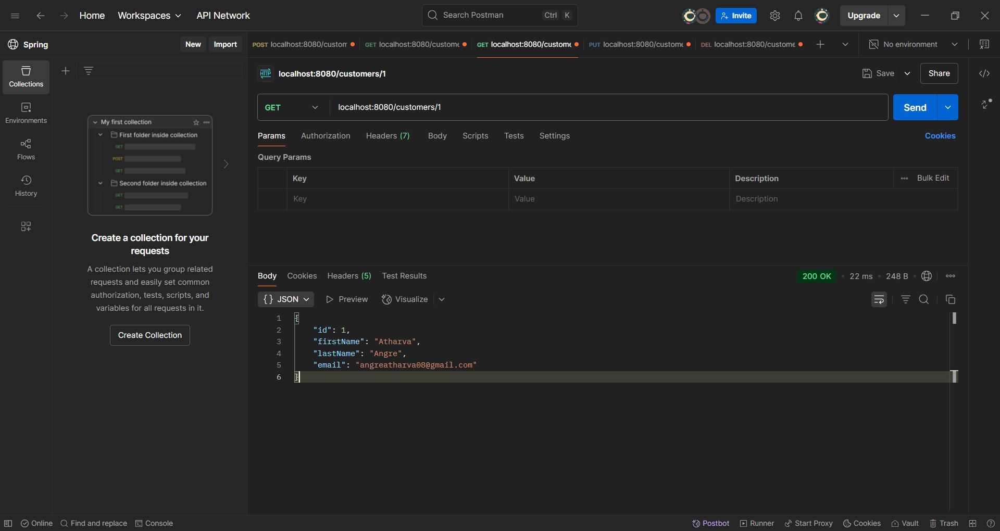 Home Workspaces API Network Search Postman Ctrl K Invite Upgrade
Spring New Import POST localhost:8080/custom GET localhost:8080/custome GET localhost:8080/custome PUT localhost:8080/custome DEL localhost:8080/custome No environment
Collections
Environments
Flows
History
My first collection
First folder inside collection
GET
POST
GET
Second folder inside collection
GET
GET
Create a collection for your
requests
A collection lets you group related
requests and easily set common
authorization, tests, scripts, and
variables for all requests in it.
Create Collection
HTTP localhost:8080/customers/1 Save Share
GET localhost:8080/customers/1 Send
Params Authorization Headers (7) Body Scripts Tests Settings Cookies
Query Params
Key Value Description Bulk Edit
Key Value Description
Body Cookies Headers (5) Test Results 200 OK 22 ms 248 B
{} JSON Preview Visualize
1 {
2 "id": 1,
3 "firstName": "Atharva",
4 "lastName": "Angre",
5 "email": "angreatharva08@gmail.com"
6 }
Online Find and replace Console Postbot Runner Start Proxy Cookies Vault Trash